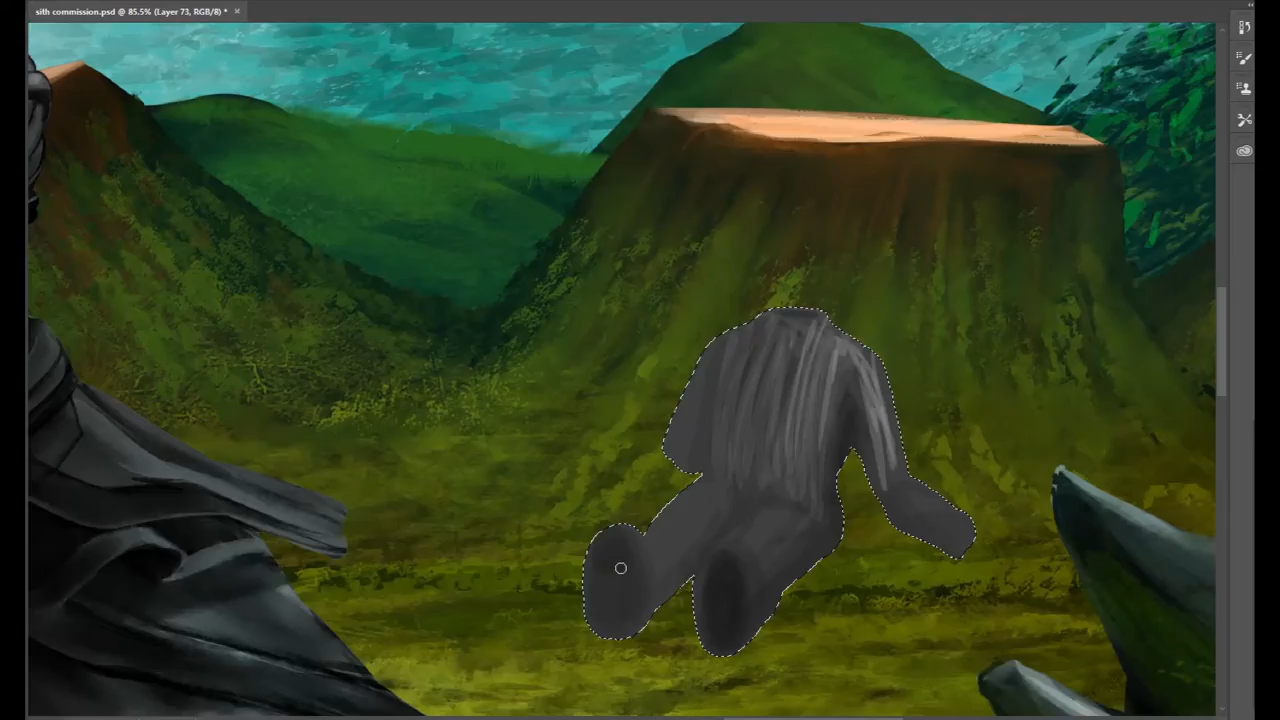 sith commission.psd @ 85.5% (Layer 73, RGB/8) *